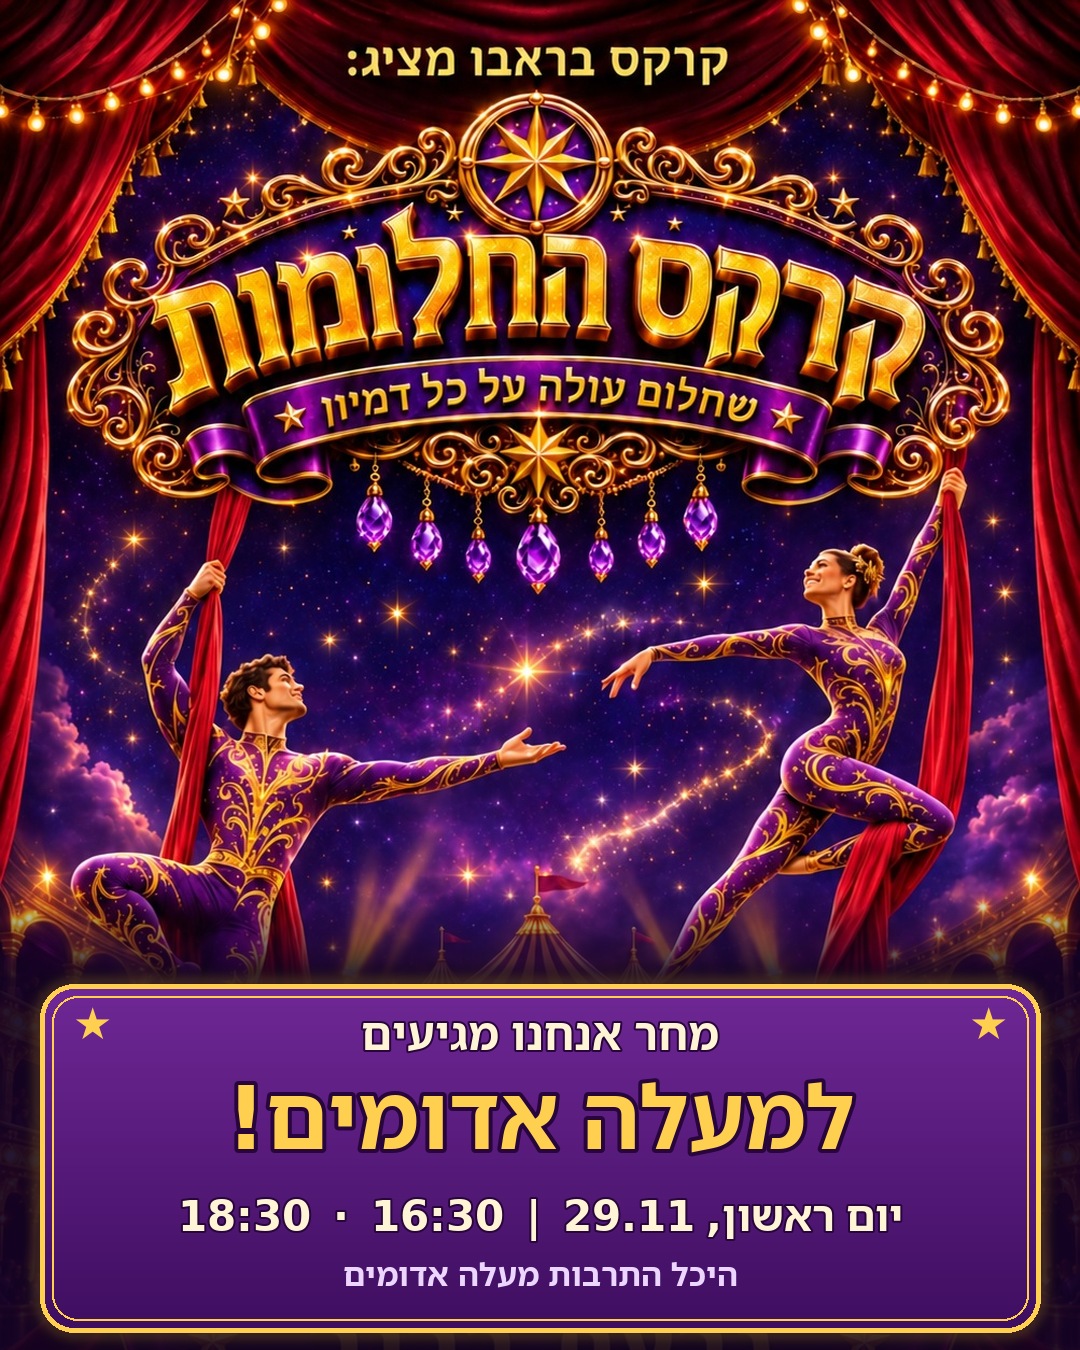 קרקס בראבו מציג:
קרקס החלומות
שחלום עולה על כל דמיון
מחר אנחנו מגיעים
למעלה אדומים!
יום ראשון, 29.11 | 16:30 · 18:30
היכל התרבות מעלה אדומים